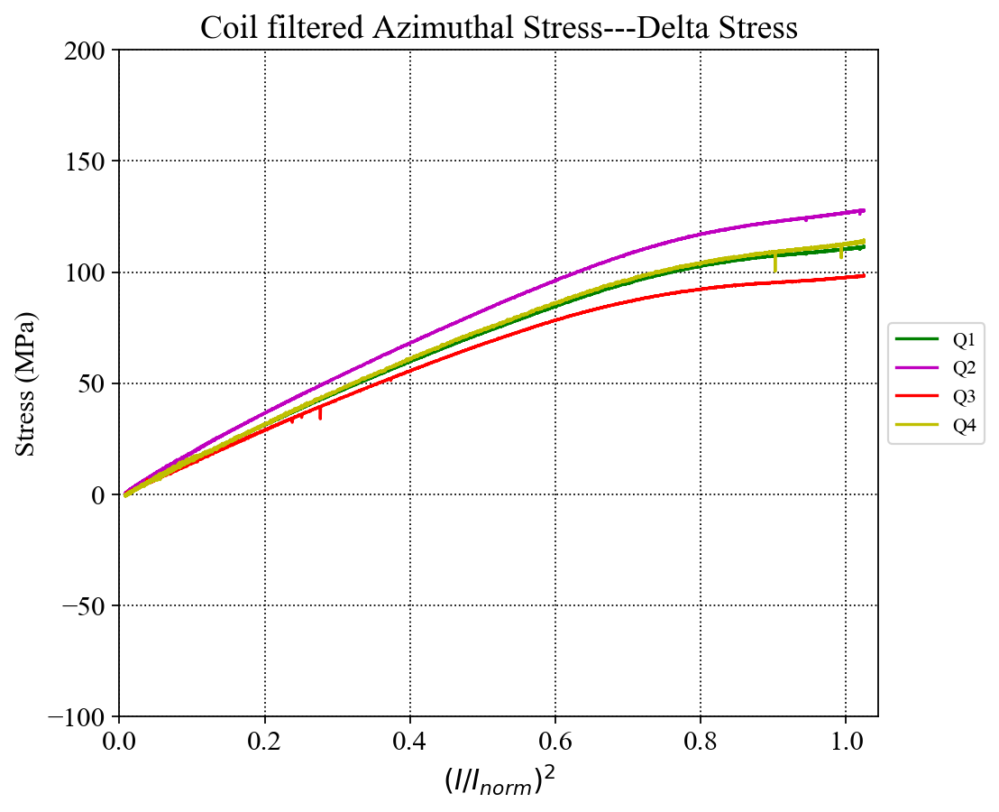 Coil filtered Azimuthal Stress---Delta Stress
200
150
100
50
0
−50
−100
Stress (MPa)
0.0 0.2 0.4 0.6 0.8 1.0
(I/I_norm)²
Q1
Q2
Q3
Q4